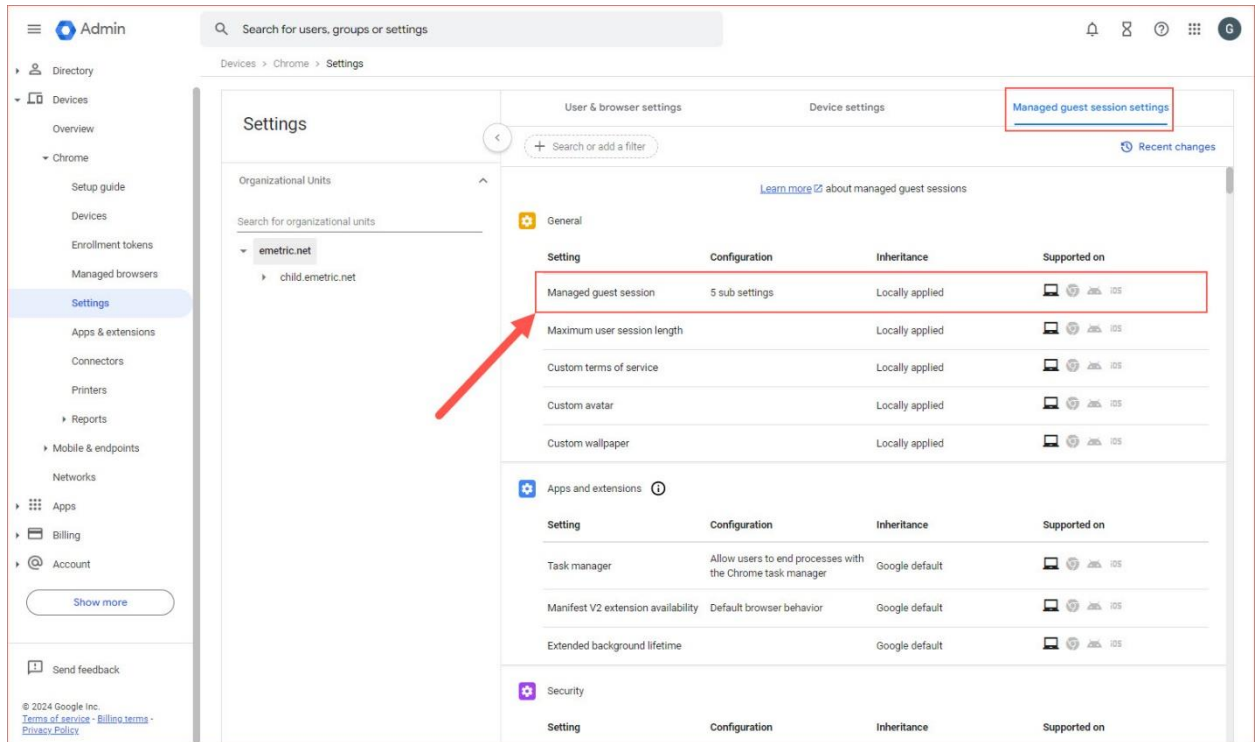 Admin
Search for users, groups or settings
G
Directory
Devices
Overview
Chrome
Setup guide
Devices
Enrollment tokens
Managed browsers
Settings
Apps & extensions
Connectors
Printers
Reports
Mobile & endpoints
Networks
Apps
Billing
Account
Show more
Send feedback
© 2024 Google Inc.
Terms of service - Billing terms -
Privacy Policy
Devices > Chrome > Settings
Settings
Organizational Units
Search for organizational units
emetric.net
child.emetric.net
User & browser settings Device settings Managed guest session settings
+ Search or add a filter Recent changes
Learn more about managed guest sessions
General
Setting Configuration Inheritance Supported on
Managed guest session 5 sub settings Locally applied iOS
Maximum user session length Locally applied iOS
Custom terms of service Locally applied iOS
Custom avatar Locally applied iOS
Custom wallpaper Locally applied iOS
Apps and extensions
Setting Configuration Inheritance Supported on
Task manager Allow users to end processes with Google default iOS
the Chrome task manager
Manifest V2 extension availability Default browser behavior Google default iOS
Extended background lifetime Google default iOS
Security
Setting Configuration Inheritance Supported on